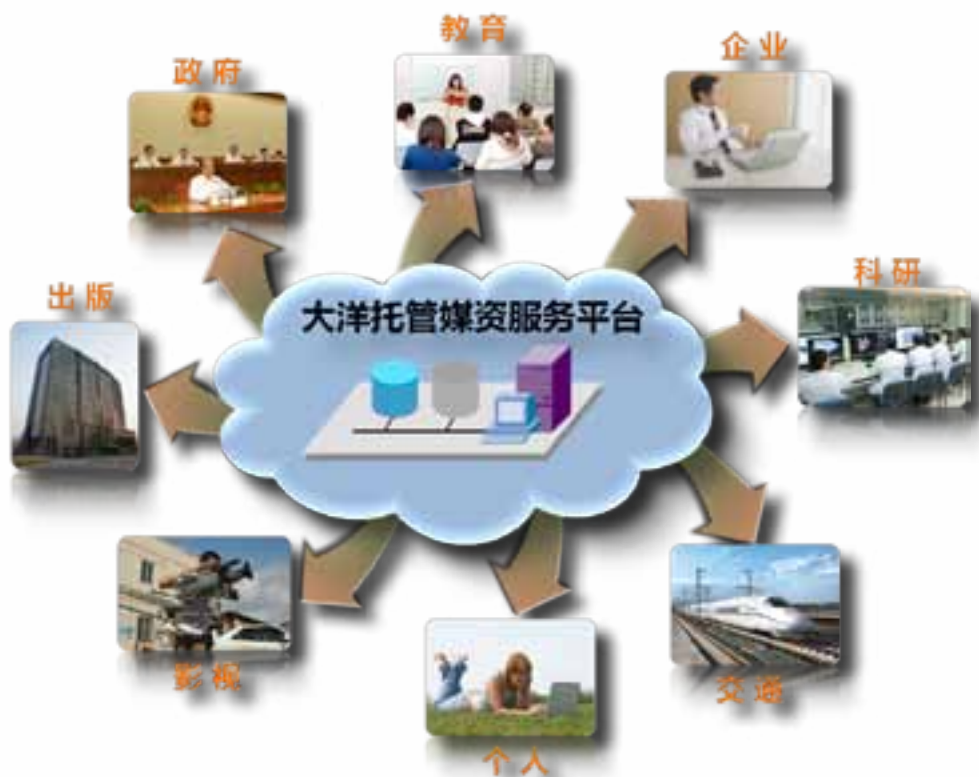 教育
企业
政府
科研
出版
大洋托管媒资服务平台
影视
交通
个人